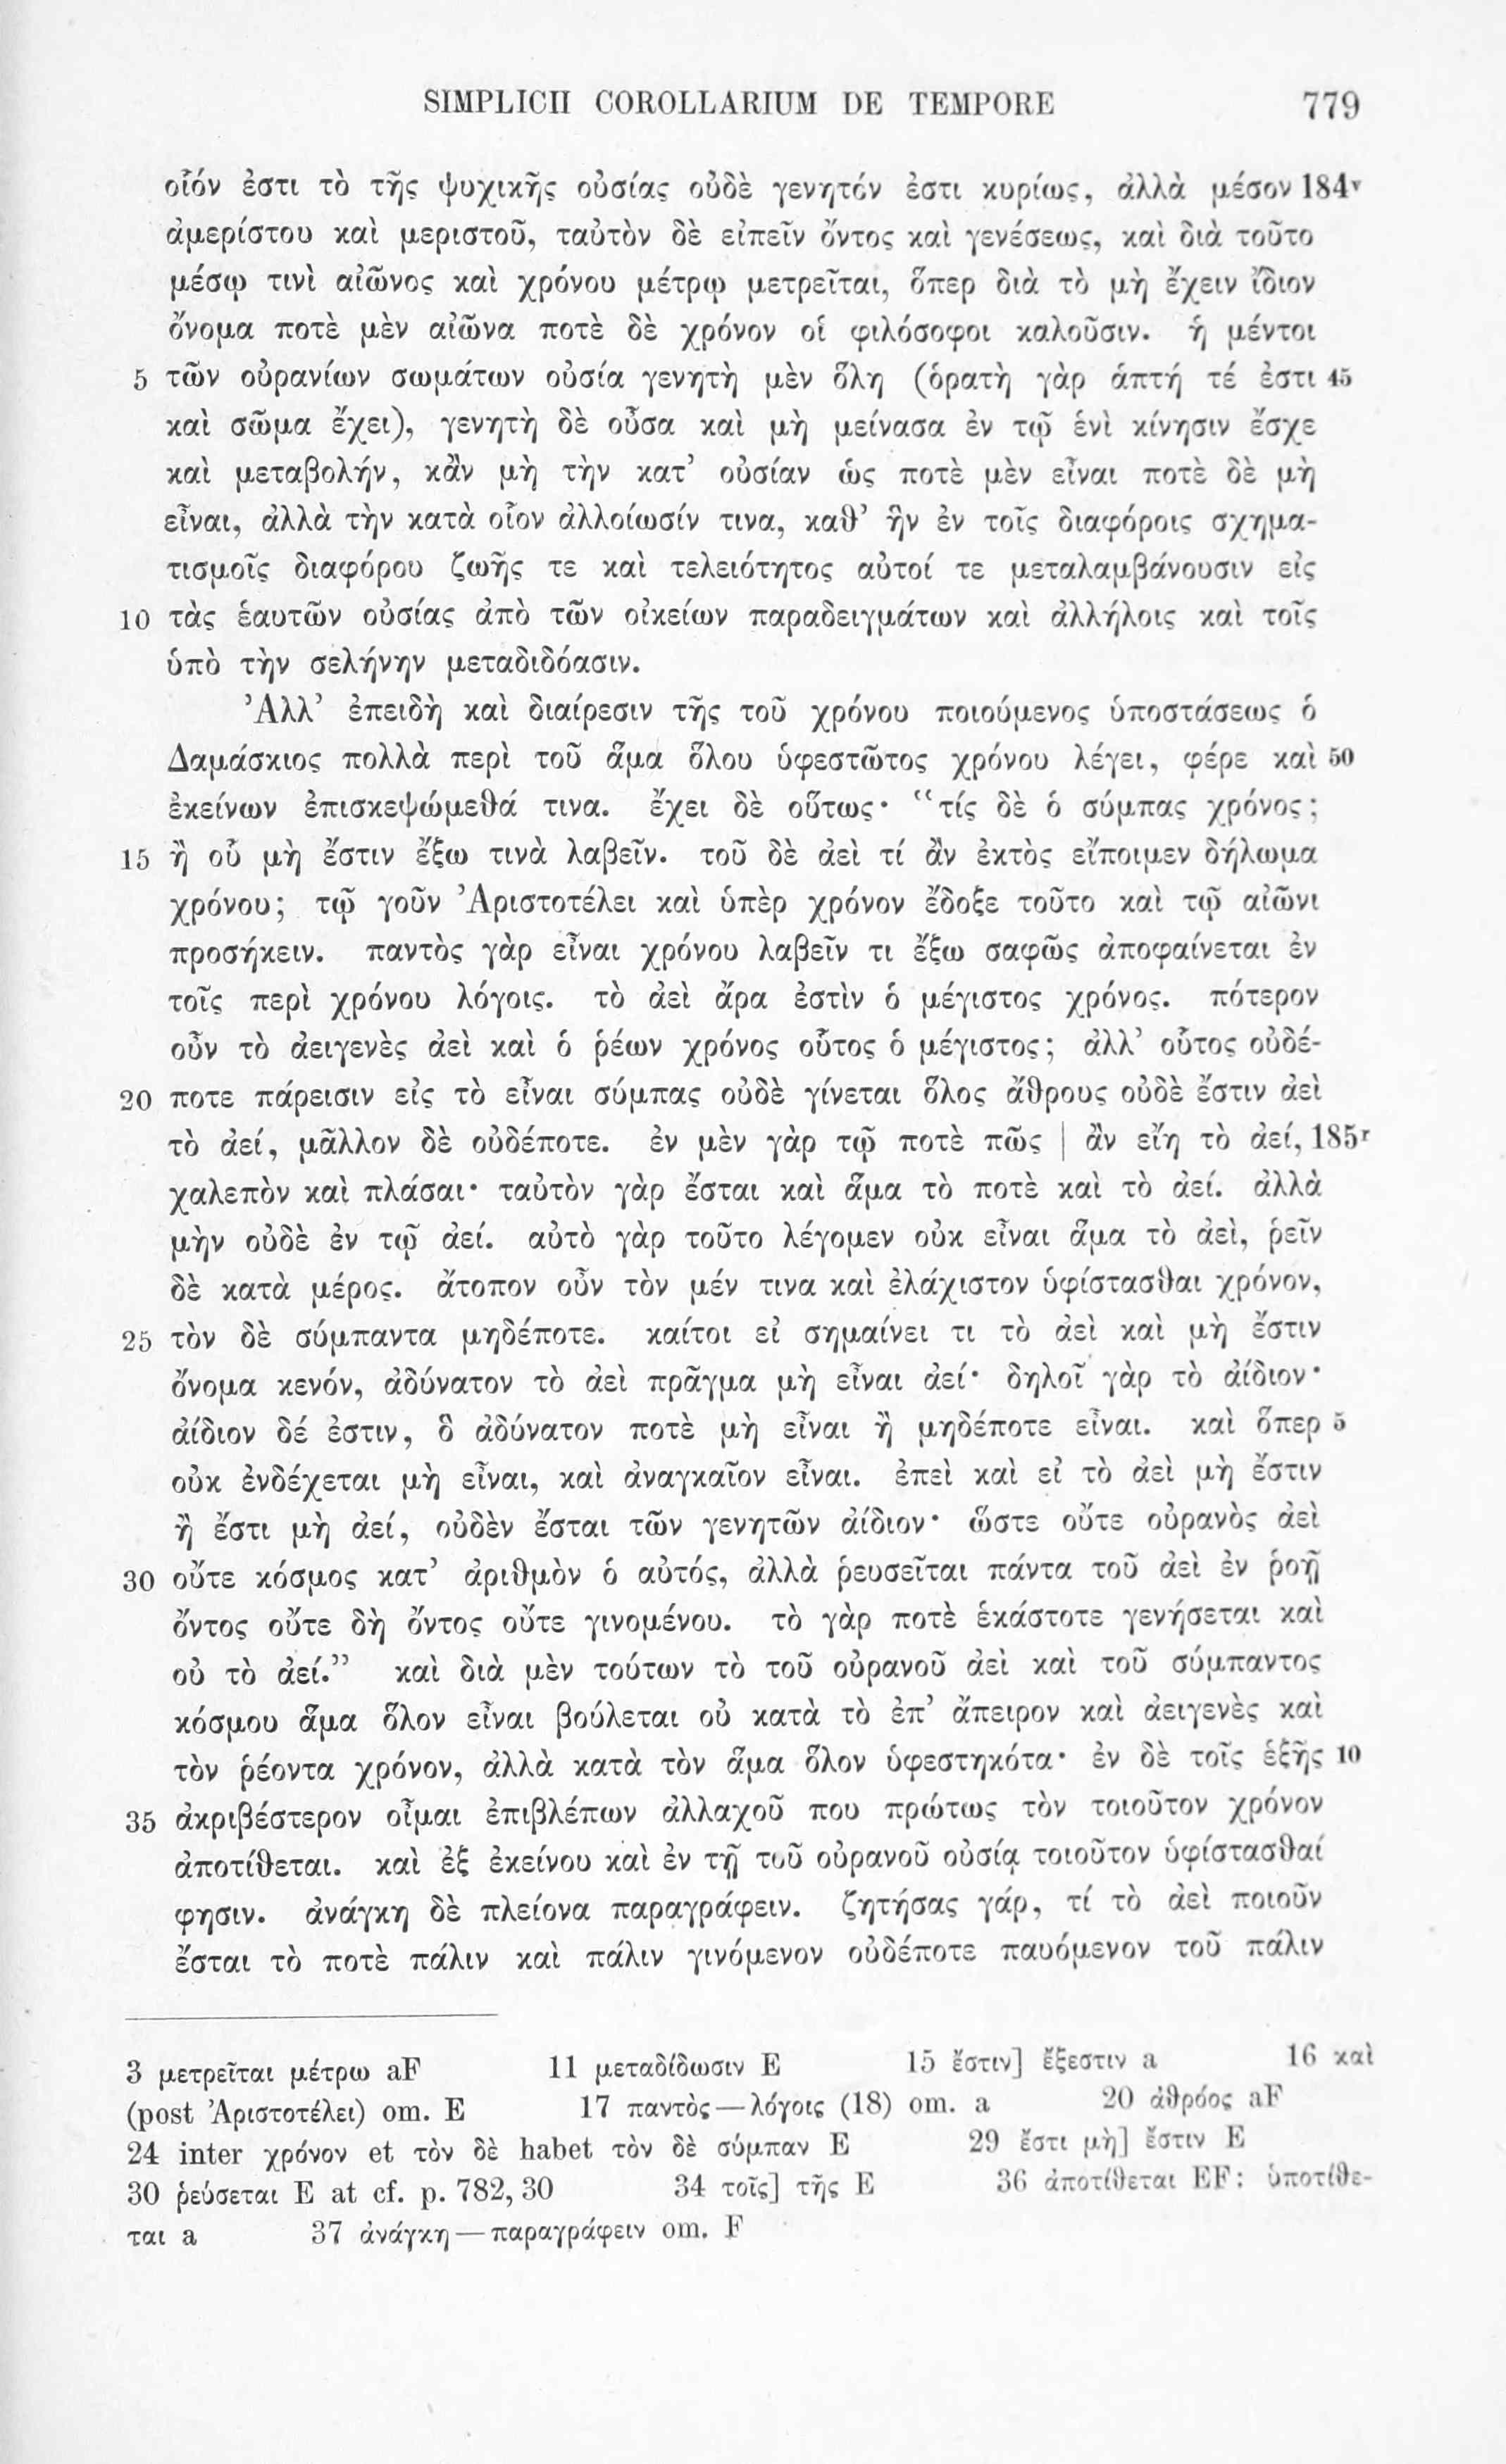 SIMPLICII COROLLARIUM DE TEMPORE 779
οἷόν ἐστι τὸ τῆς ψυχικῆς οὐσίας οὐδὲ γενητόν ἐστι κυρίως, ἀλλὰ μέσον 184v
ἀμερίστου καὶ μεριστοῦ, ταὐτὸν δὲ εἰπεῖν ὄντος καὶ γενέσεως, καὶ διὰ τοῦτο
μέσῳ τινὶ αἰῶνος καὶ χρόνου μέτρῳ μετρεῖται, ὅπερ διὰ τὸ μὴ ἔχειν ἴδιον
ὄνομα ποτὲ μὲν αἰῶνα ποτὲ δὲ χρόνον οἱ φιλόσοφοι καλοῦσιν. ἡ μέντοι
5 τῶν οὐρανίων σωμάτων οὐσία γενητὴ μὲν ὅλη (ὁρατὴ γὰρ ἁπτή τέ ἐστι 45
καὶ σῶμα ἔχει), γενητὴ δὲ οὖσα καὶ μὴ μείνασα ἐν τῷ ἑνὶ κίνησιν ἔσχε
καὶ μεταβολήν, κἂν μὴ τὴν κατ’ οὐσίαν ὡς ποτὲ μὲν εἶναι ποτὲ δὲ μὴ
εἶναι, ἀλλὰ τὴν κατὰ οἷον ἀλλοίωσίν τινα, καθ’ ἣν ἐν τοῖς διαφόροις σχημα-
τισμοῖς διαφόρου ζωῆς τε καὶ τελειότητος αὐτοί τε μεταλαμβάνουσιν εἰς
10 τὰς ἑαυτῶν οὐσίας ἀπὸ τῶν οἰκείων παραδειγμάτων καὶ ἀλλήλοις καὶ τοῖς
ὑπὸ τὴν σελήνην μεταδιδόασιν.
Ἀλλ’ ἐπειδὴ καὶ διαίρεσιν τῆς τοῦ χρόνου ποιούμενος ὑποστάσεως ὁ
Δαμάσκιος πολλὰ περὶ τοῦ ἅμα ὅλου ὑφεστῶτος χρόνου λέγει, φέρε καὶ 50
ἐκείνων ἐπισκεψώμεθά τινα. ἔχει δὲ οὕτως· “τίς δὲ ὁ σύμπας χρόνος;
15 ἢ οὗ μὴ ἔστιν ἔξω τινὰ λαβεῖν. τοῦ δὲ ἀεὶ τί ἂν ἐκτὸς εἴποιμεν δήλωμα
χρόνου; τῷ γοῦν Ἀριστοτέλει καὶ ὑπὲρ χρόνον ἔδοξε τοῦτο καὶ τῷ αἰῶνι
προσήκειν. παντὸς γὰρ εἶναι χρόνου λαβεῖν τι ἔξω σαφῶς ἀποφαίνεται ἐν
τοῖς περὶ χρόνου λόγοις. τὸ ἀεὶ ἄρα ἐστὶν ὁ μέγιστος χρόνος. πότερον
οὖν τὸ ἀειγενὲς ἀεὶ καὶ ὁ ῥέων χρόνος οὗτος ὁ μέγιστος; ἀλλ’ οὗτος οὐδέ-
20 ποτε πάρεισιν εἰς τὸ εἶναι σύμπας οὐδὲ γίνεται ὅλος ἄθρους οὐδὲ ἔστιν ἀεὶ
τὸ ἀεί, μᾶλλον δὲ οὐδέποτε. ἐν μὲν γὰρ τῷ ποτὲ πῶς | ἂν εἴη τὸ ἀεί, 185r
χαλεπὸν καὶ πλάσαι· ταὐτὸν γὰρ ἔσται καὶ ἅμα τὸ ποτὲ καὶ τὸ ἀεί. ἀλλὰ
μὴν οὐδὲ ἐν τῷ ἀεί. αὐτὸ γὰρ τοῦτο λέγομεν οὐκ εἶναι ἅμα τὸ ἀεὶ, ῥεῖν
δὲ κατὰ μέρος. ἄτοπον οὖν τὸν μέν τινα καὶ ἐλάχιστον ὑφίστασθαι χρόνον,
25 τὸν δὲ σύμπαντα μηδέποτε. καίτοι εἰ σημαίνει τι τὸ ἀεὶ καὶ μὴ ἔστιν
ὄνομα κενόν, ἀδύνατον τὸ ἀεὶ πρᾶγμα μὴ εἶναι ἀεί· δηλοῖ γὰρ τὸ ἀίδιον·
ἀίδιον δέ ἐστιν, ὃ ἀδύνατον ποτὲ μὴ εἶναι ἢ μηδέποτε εἶναι. καὶ ὅπερ 5
οὐκ ἐνδέχεται μὴ εἶναι, καὶ ἀναγκαῖον εἶναι. ἐπεὶ καὶ εἰ τὸ ἀεὶ μὴ ἔστιν
ἢ ἔστι μὴ ἀεί, οὐδὲν ἔσται τῶν γενητῶν ἀίδιον· ὥστε οὔτε οὐρανὸς ἀεὶ
30 οὔτε κόσμος κατ’ ἀριθμὸν ὁ αὐτός, ἀλλὰ ῥευσεῖται πάντα τοῦ ἀεὶ ἐν ῥοῇ
ὄντος οὔτε δὴ ὄντος οὔτε γινομένου. τὸ γὰρ ποτὲ ἑκάστοτε γενήσεται καὶ
οὐ τὸ ἀεί.” καὶ διὰ μὲν τούτων τὸ τοῦ οὐρανοῦ ἀεὶ καὶ τοῦ σύμπαντος
κόσμου ἅμα ὅλον εἶναι βούλεται οὐ κατὰ τὸ ἐπ’ ἄπειρον καὶ ἀειγενὲς καὶ
τὸν ῥέοντα χρόνον, ἀλλὰ κατὰ τὸν ἅμα ὅλον ὑφεστηκότα· ἐν δὲ τοῖς ἑξῆς 10
35 ἀκριβέστερον οἶμαι ἐπιβλέπων ἀλλαχοῦ που πρώτως τὸν τοιοῦτον χρόνον
ἀποτίθεται. καὶ ἐξ ἐκείνου καὶ ἐν τῇ τοῦ οὐρανοῦ οὐσίᾳ τοιοῦτον ὑφίστασθαί
φησιν. ἀνάγκη δὲ πλείονα παραγράφειν. ζητήσας γάρ, τί τὸ ἀεὶ ποιοῦν
ἔσται τὸ ποτὲ πάλιν καὶ πάλιν γινόμενον οὐδέποτε παυόμενον τοῦ πάλιν
3 μετρεῖται μέτρω aF 11 μεταδίδωσιν E 15 ἔστιν] ἔξεστιν a 16 καὶ
(post Ἀριστοτέλει) om. E 17 παντὸς—λόγοις (18) om. a 20 ἀθρόος aF
24 inter χρόνον et τὸν δὲ habet τὸν δὲ σύμπαν E 29 ἔστι μὴ] ἔστιν E
30 ῥεύσεται E at cf. p. 782, 30 34 τοῖς] τῆς E 36 ἀποτίθεται EF: ὑποτίθε-
ται a 37 ἀνάγκη—παραγράφειν om. F